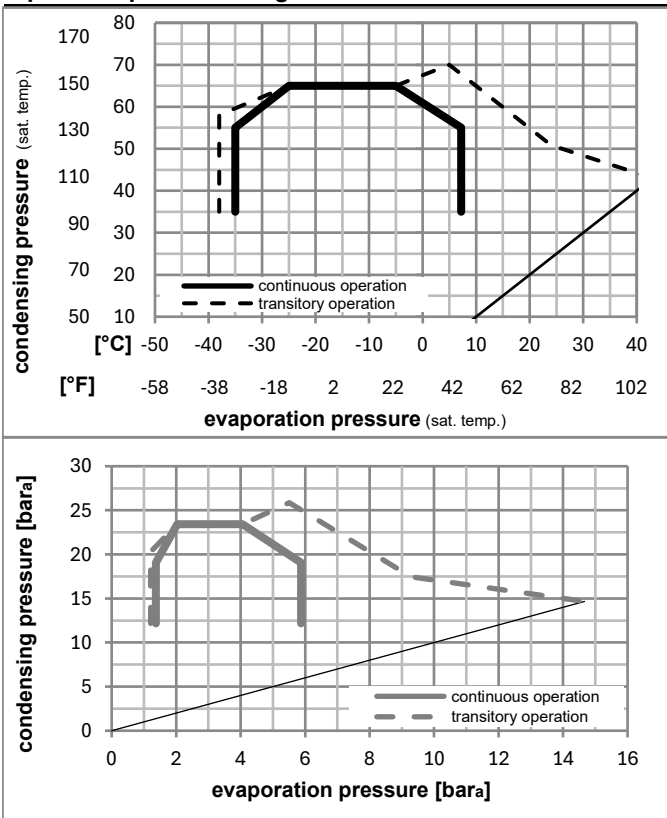 condensing pressure (sat. temp.)
170 80
70
150 60
130 50
110 40
90 30
70 20
50 10
continuous operation
transitory operation
[°C] -50 -40 -30 -20 -10 0 10 20 30 40
[°F] -58 -38 -18 2 22 42 62 82 102
evaporation pressure (sat. temp.)
condensing pressure [bara]
30
25
20
15
10
5
0
continuous operation
transitory operation
0 2 4 6 8 10 12 14 16
evaporation pressure [bara]